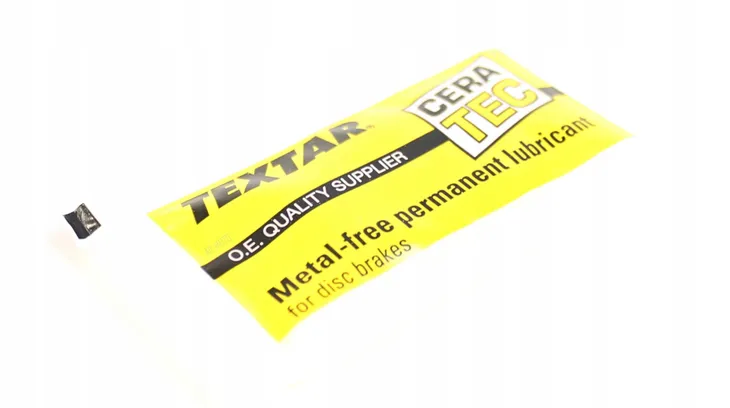 TEXTAR®
O.E. QUALITY SUPPLIER
CERA
TEC
Metal-free permanent lubricant
for disc brakes